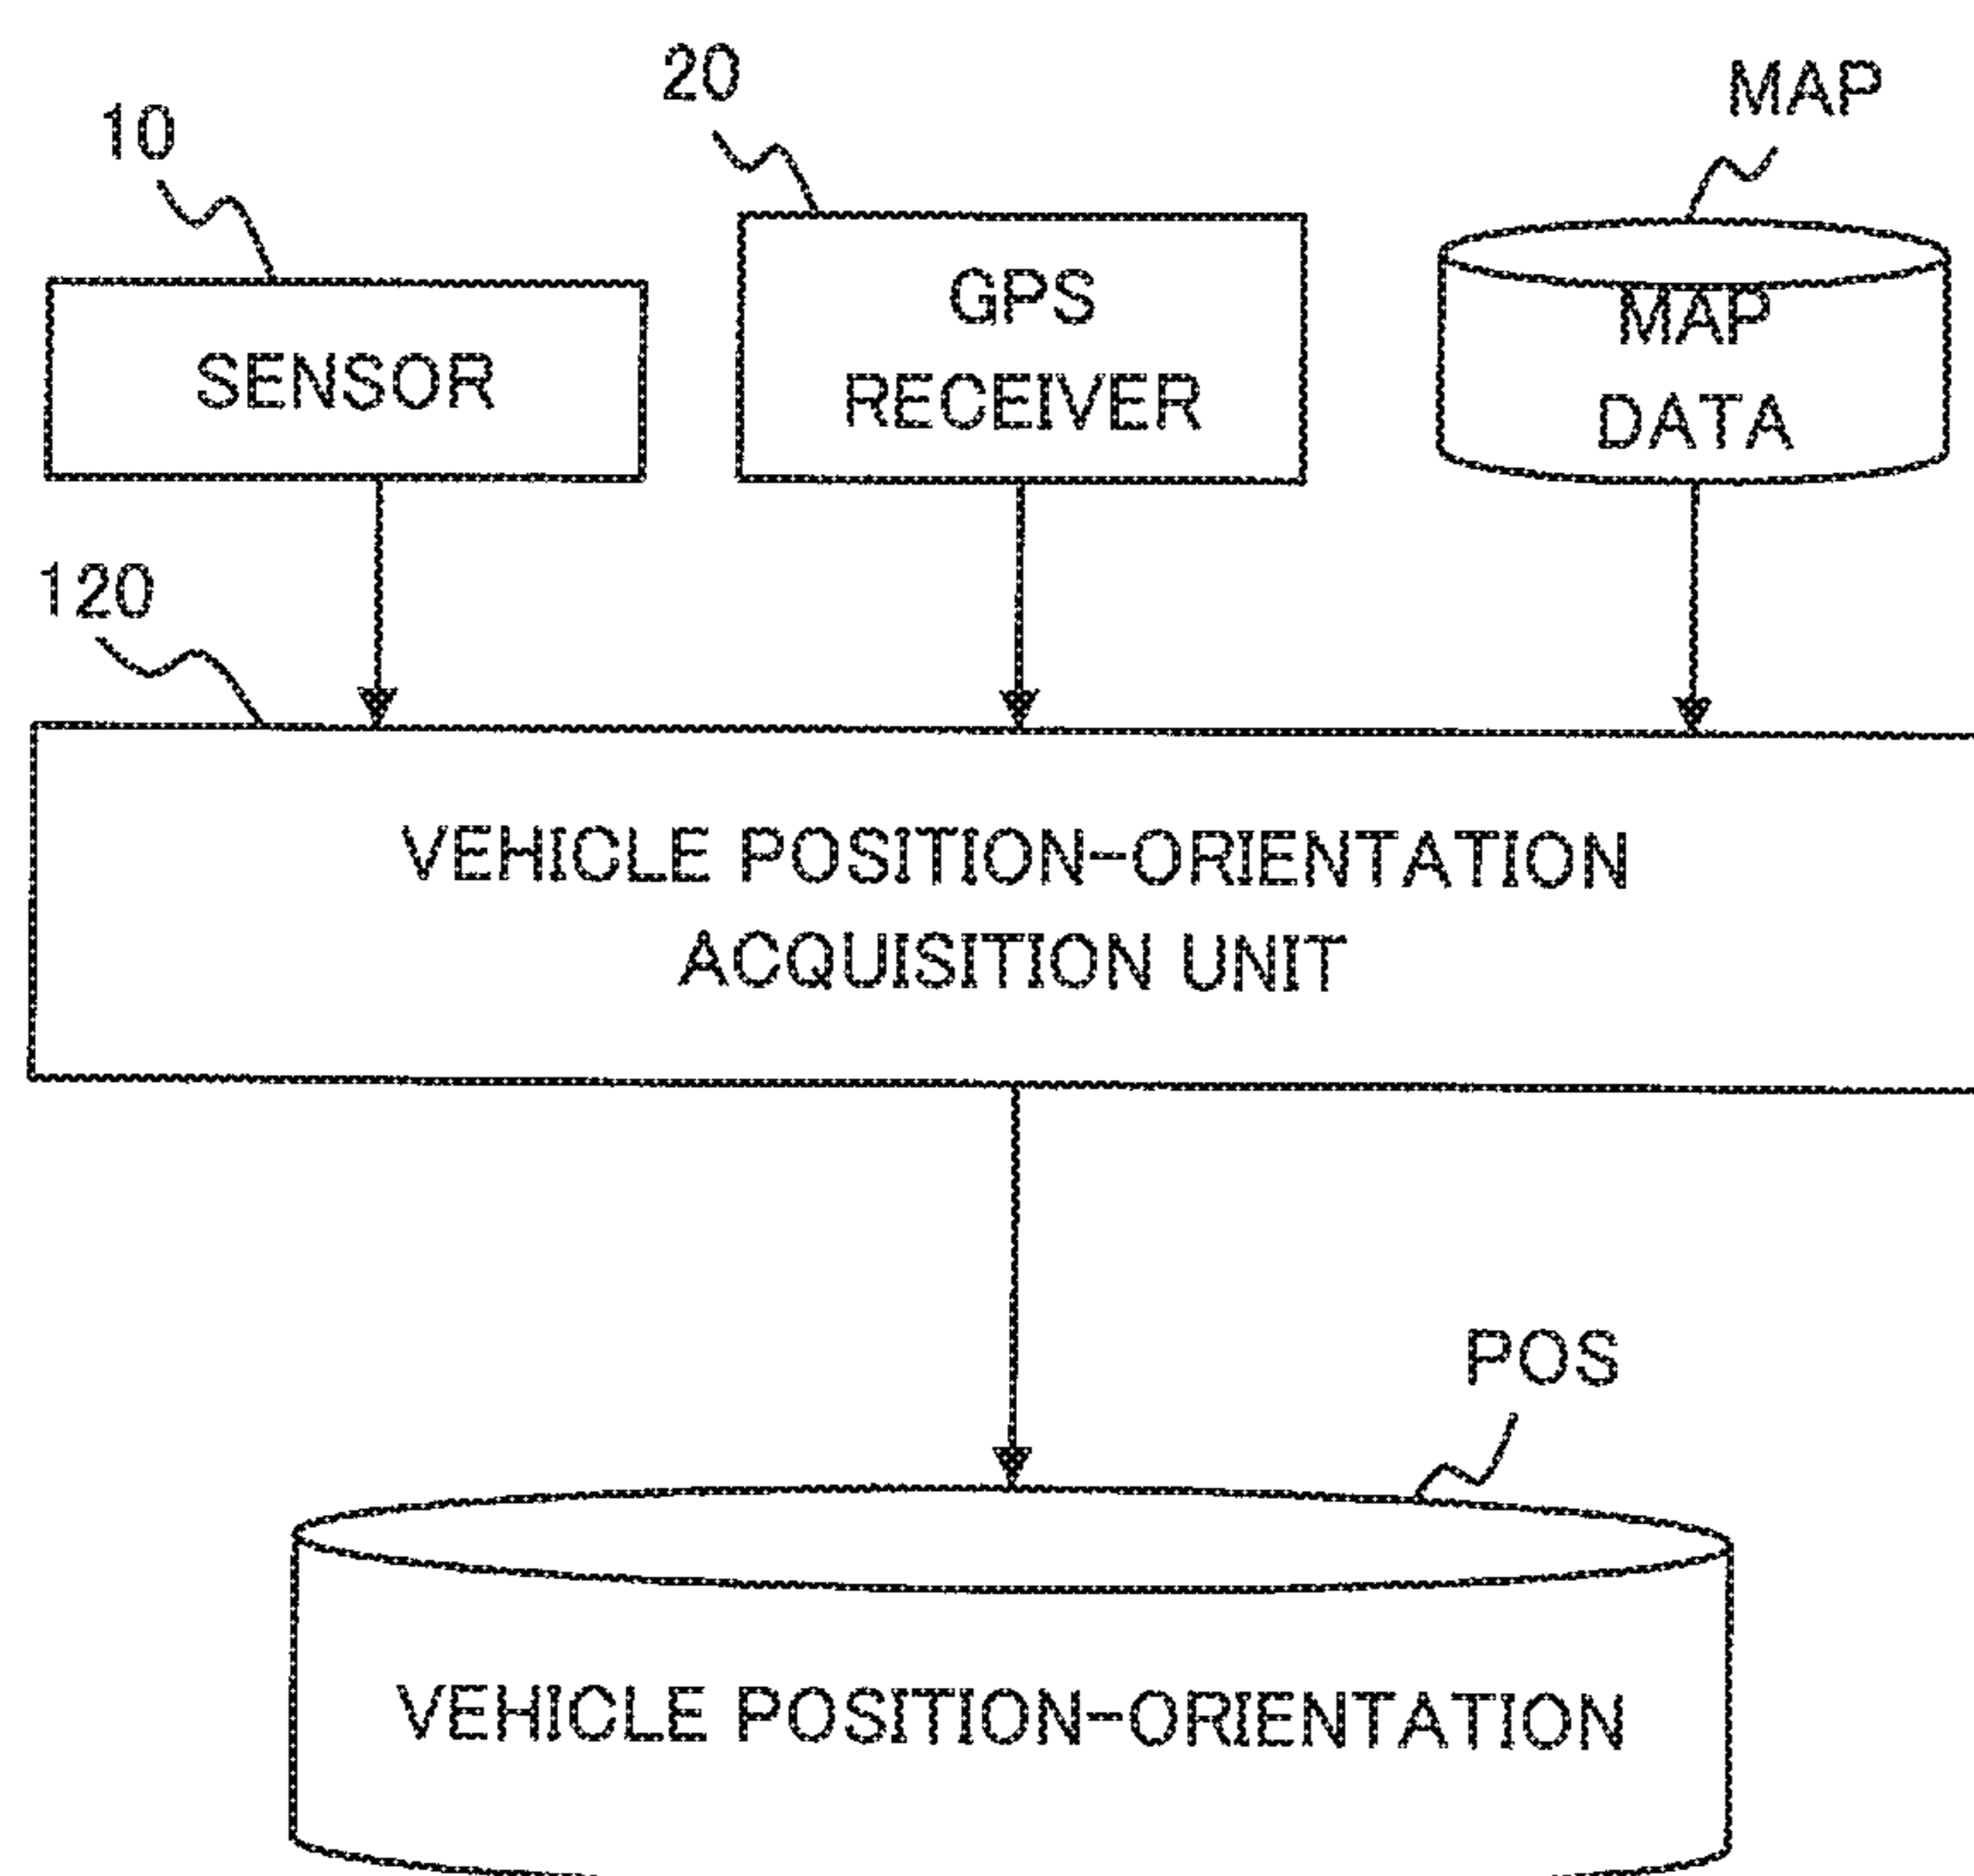 20
MAP
10
GPS
RECEIVER
SENSOR
MAP
DATA
120
VEHICLE POSITION-ORIENTATION
ACQUISITION UNIT
POS
VEHICLE POSITION-ORIENTATION